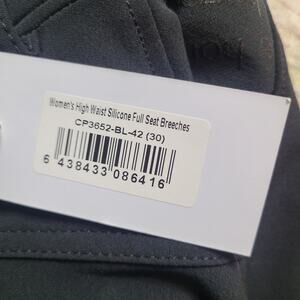 Women's High Waist Silicone Full Seat Breeches
CP3652-BL-42 (30)
6 438433 086416